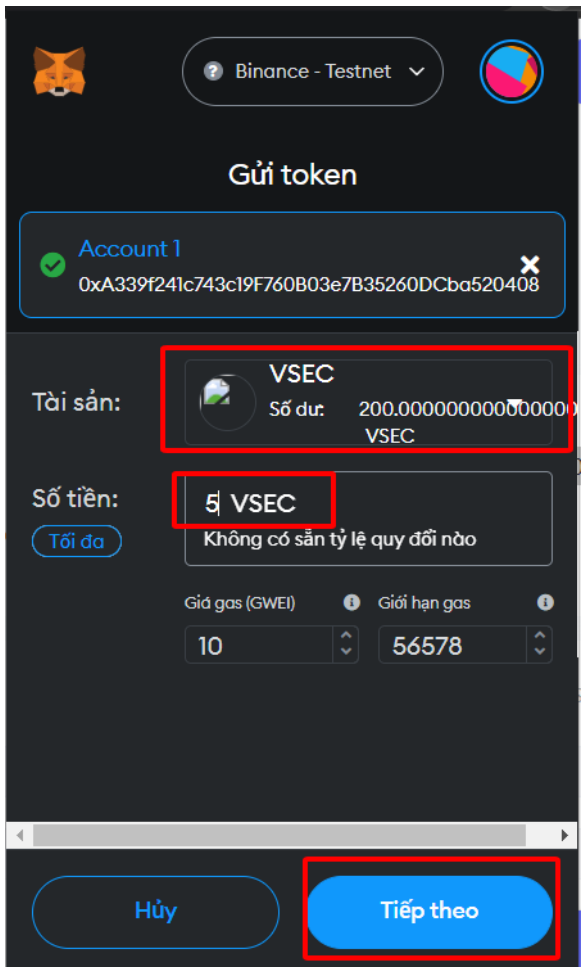 Binance - Testnet
Gửi token
Account 1
0xA339f241c743c19F760B03e7B35260DCba520408
Tài sản:
VSEC
Số dư: 200.000000000000000
VSEC
Số tiền:
5 VSEC
Tối đa
Không có sẵn tỷ lệ quy đổi nào
Giá gas (GWEI) Giới hạn gas
10 56578
Hủy Tiếp theo